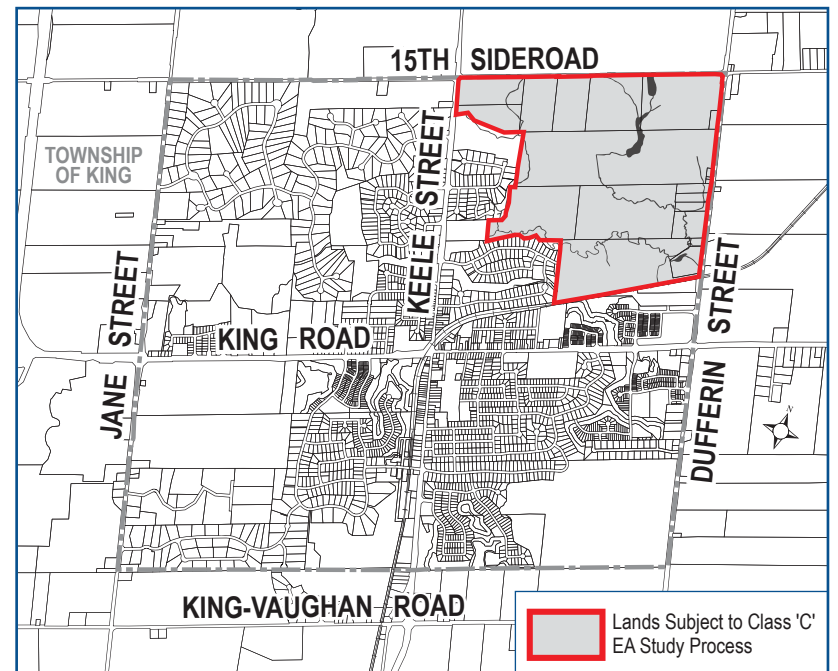 15TH SIDEROAD
TOWNSHIP
OF KING
KEELE STREET
JANE STREET
KING ROAD
DUFFERIN STREET
N
KING-VAUGHAN ROAD
Lands Subject to Class 'C'
EA Study Process